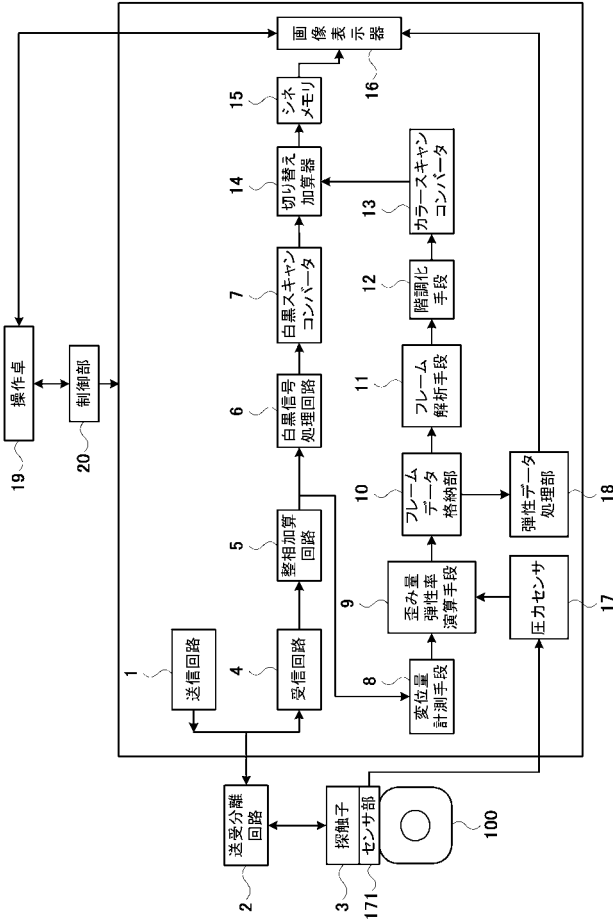 操作卓
19
制御部
20
1
送信回路
送受分離
回路
2
4
受信回路
5
整相加算
回路
6
白黒信号
処理回路
7
白黒スキャン
コンバータ
14
切り替え
加算器
15
シネ
メモリ
画像表示器
16
探触子
3
センサ部
171
100
8
変位量
計測手段
9
歪み量
弾性率
演算手段
10
フレーム
データ
格納部
11
フレーム
解析手段
12
階調化
手段
13
カラースキャン
コンバータ
圧力センサ
17
弾性データ
処理部
18